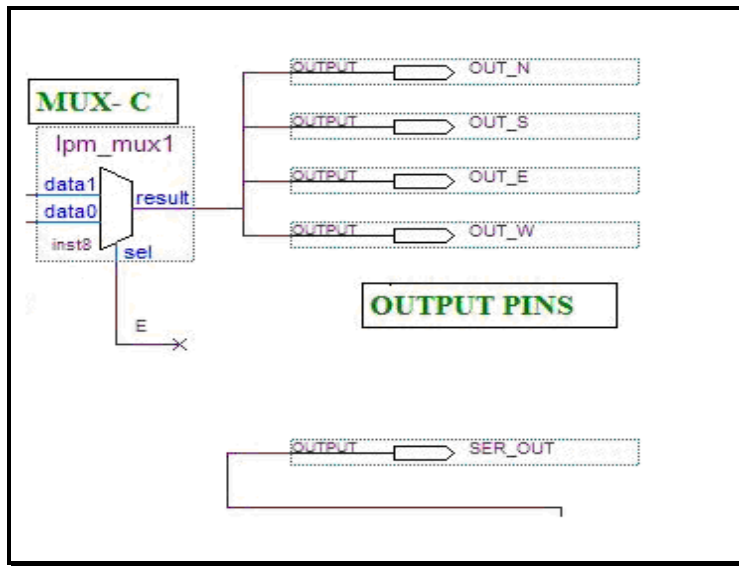 OUTPUT OUT_N
MUX- C
lpm_mux1
OUTPUT OUT_S
data1
result
OUTPUT OUT_E
data0
inst8
sel
OUTPUT OUT_W
OUTPUT PINS
E
OUTPUT SER_OUT